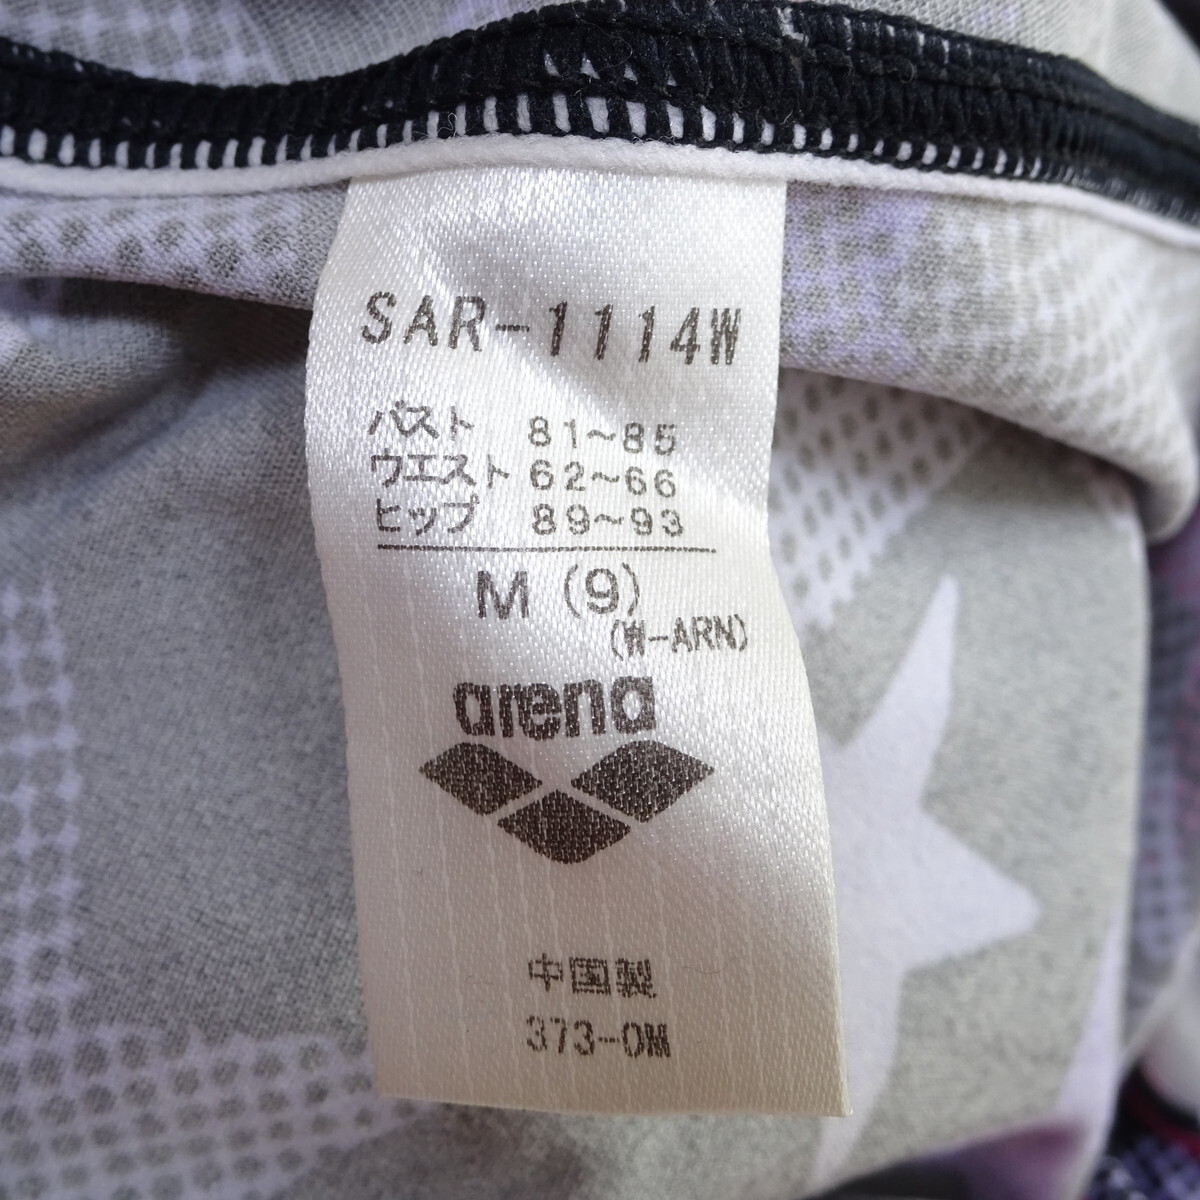 SAR-1114W
バスト 81~85
ウエスト 62~66
ヒップ 89~93
M (9)
(W-ARN)
arena
中国製
373-0M